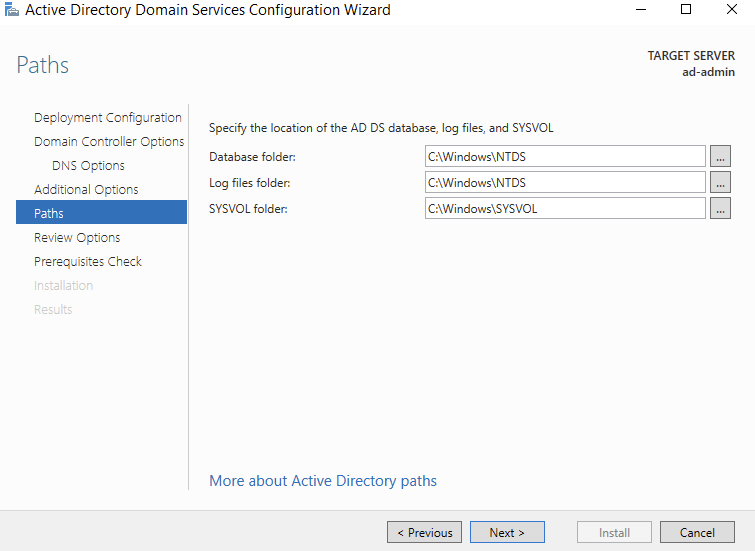 Active Directory Domain Services Configuration Wizard
Paths
TARGET SERVER
ad-admin
Deployment Configuration
Domain Controller Options
DNS Options
Additional Options
Paths
Review Options
Prerequisites Check
Installation
Results
Specify the location of the AD DS database, log files, and SYSVOL
Database folder: C:\Windows\NTDS ...
Log files folder: C:\Windows\NTDS ...
SYSVOL folder: C:\Windows\SYSVOL ...
More about Active Directory paths
< Previous Next > Install Cancel